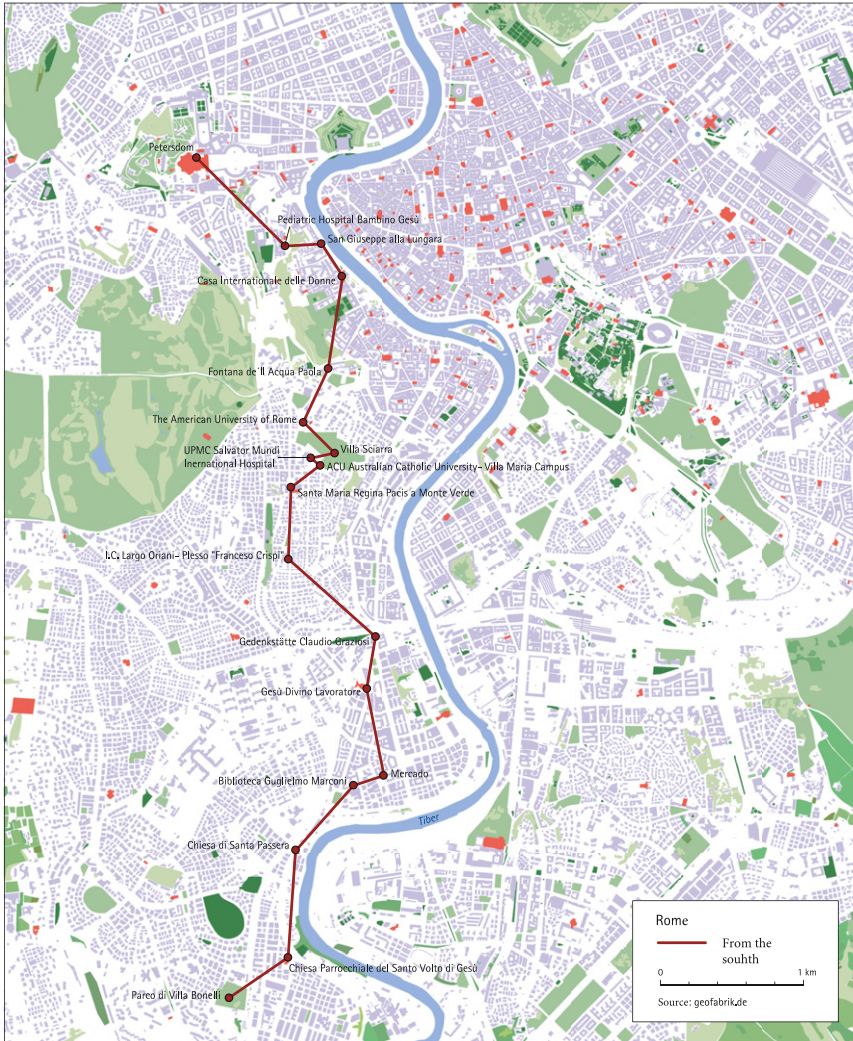 Petersdom
Pediatric Hospital Bambino Gesù
San Giuseppe alla Lungara
Casa Internationale delle Donne
Fontana de´ll Acqua Paola
The American University of Rome
Villa Sciarra
UPMC Salvator Mundi
Inernational Hospital
ACU Australian Catholic University- Villa Maria Campus
Santa Maria Regina Pacis a Monte Verde
I.C. Largo Oriani- Plesso "Franceso Crispi"
Gedenkstätte Claudio Graziosi
Gesù Divino Lavoratore
Mercado
Biblioteca Guglielmo Marconi
Tiber
Chiesa di Santa Passera
Chiesa Parrocchiale del Santo Volto di Gesù
Parco di Villa Bonelli
Rome
From the
souhth
0 1 km
Source: geofabrik.de